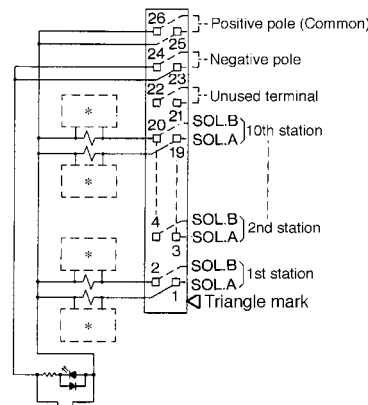 26
Positive pole (Common)
25
24
Negative pole
23
22
Unused terminal
21
20
SOL.B
SOL.A
10th station
19
*
*
4
SOL.B
SOL.A
2nd station
3
2
SOL.B
SOL.A
1st station
1
Triangle mark
*
*